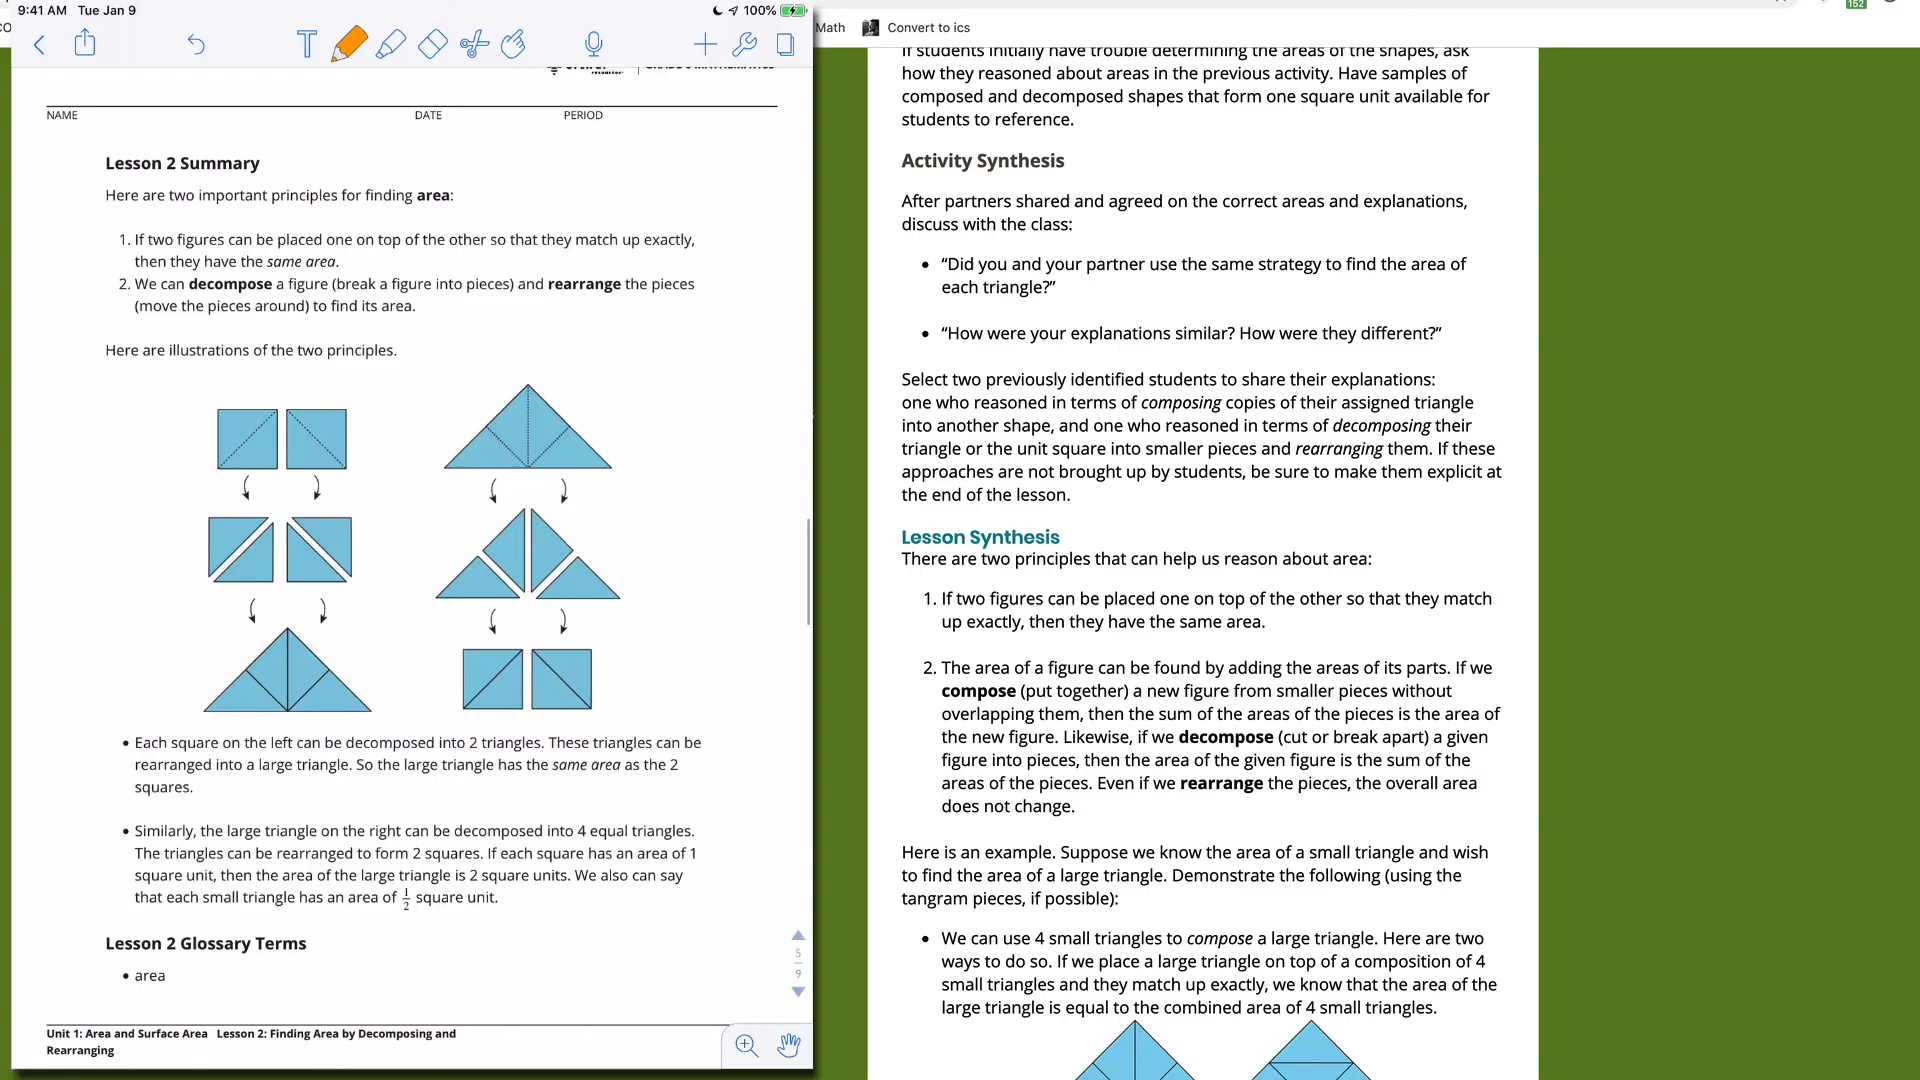 9:41 AM Tue Jan 9
100%
152
Math
Convert to ics
GRADE 6 MATHEMATICS
NAME
DATE
PERIOD
Lesson 2 Summary
Here are two important principles for finding area:
1. If two figures can be placed one on top of the other so that they match up exactly,
then they have the same area.
2. We can decompose a figure (break a figure into pieces) and rearrange the pieces
(move the pieces around) to find its area.
Here are illustrations of the two principles.
• Each square on the left can be decomposed into 2 triangles. These triangles can be
rearranged into a large triangle. So the large triangle has the same area as the 2
squares.
• Similarly, the large triangle on the right can be decomposed into 4 equal triangles.
The triangles can be rearranged to form 2 squares. If each square has an area of 1
square unit, then the area of the large triangle is 2 square units. We also can say
that each small triangle has an area of 1/2 square unit.
Lesson 2 Glossary Terms
• area
5
9
Unit 1: Area and Surface Area Lesson 2: Finding Area by Decomposing and
Rearranging
If students initially have trouble determining the areas of the shapes, ask
how they reasoned about areas in the previous activity. Have samples of
composed and decomposed shapes that form one square unit available for
students to reference.
Activity Synthesis
After partners shared and agreed on the correct areas and explanations,
discuss with the class:
• “Did you and your partner use the same strategy to find the area of
each triangle?”
• “How were your explanations similar? How were they different?”
Select two previously identified students to share their explanations:
one who reasoned in terms of composing copies of their assigned triangle
into another shape, and one who reasoned in terms of decomposing their
triangle or the unit square into smaller pieces and rearranging them. If these
approaches are not brought up by students, be sure to make them explicit at
the end of the lesson.
Lesson Synthesis
There are two principles that can help us reason about area:
1. If two figures can be placed one on top of the other so that they match
up exactly, then they have the same area.
2. The area of a figure can be found by adding the areas of its parts. If we
compose (put together) a new figure from smaller pieces without
overlapping them, then the sum of the areas of the pieces is the area of
the new figure. Likewise, if we decompose (cut or break apart) a given
figure into pieces, then the area of the given figure is the sum of the
areas of the pieces. Even if we rearrange the pieces, the overall area
does not change.
Here is an example. Suppose we know the area of a small triangle and wish
to find the area of a large triangle. Demonstrate the following (using the
tangram pieces, if possible):
• We can use 4 small triangles to compose a large triangle. Here are two
ways to do so. If we place a large triangle on top of a composition of 4
small triangles and they match up exactly, we know that the area of the
large triangle is equal to the combined area of 4 small triangles.